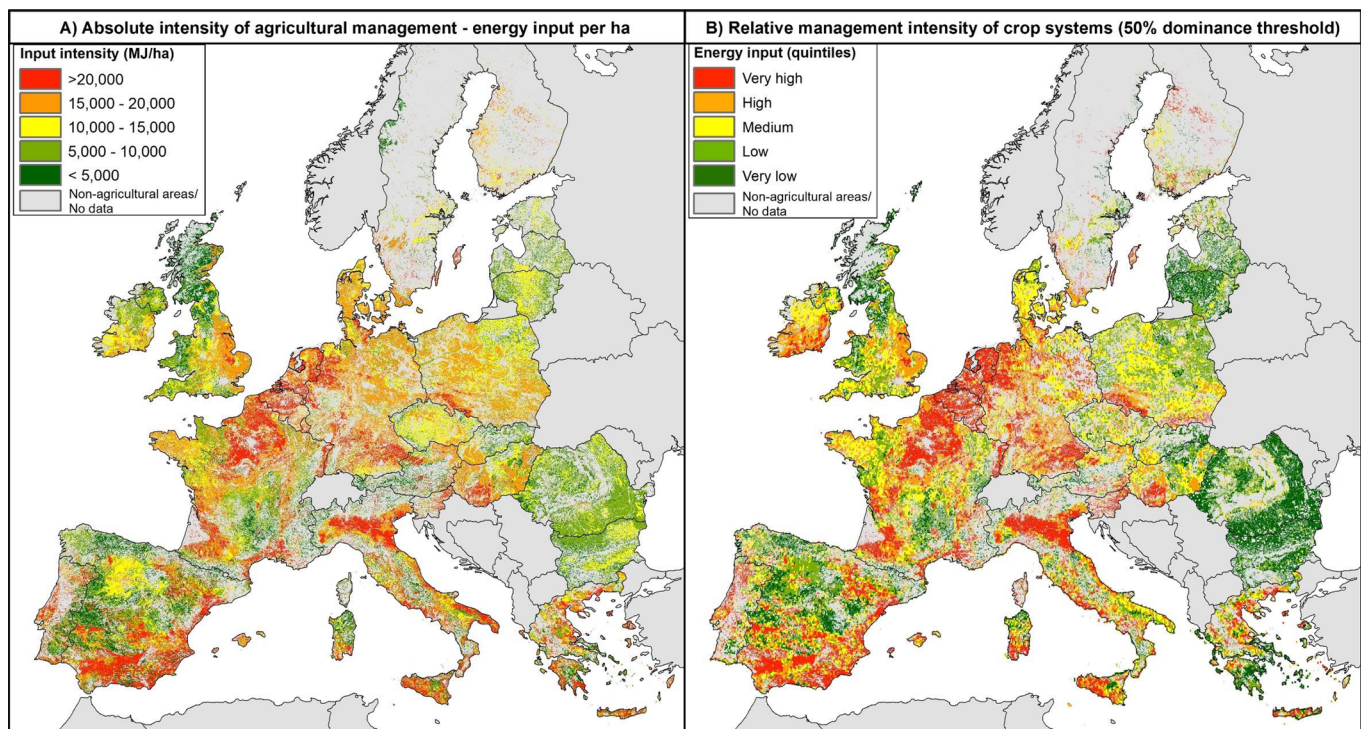 A) Absolute intensity of agricultural management - energy input per ha
Input intensity (MJ/ha)
>20,000
15,000 - 20,000
10,000 - 15,000
5,000 - 10,000
< 5,000
Non-agricultural areas/
No data
B) Relative management intensity of crop systems (50% dominance threshold)
Energy input (quintiles)
Very high
High
Medium
Low
Very low
Non-agricultural areas/
No data